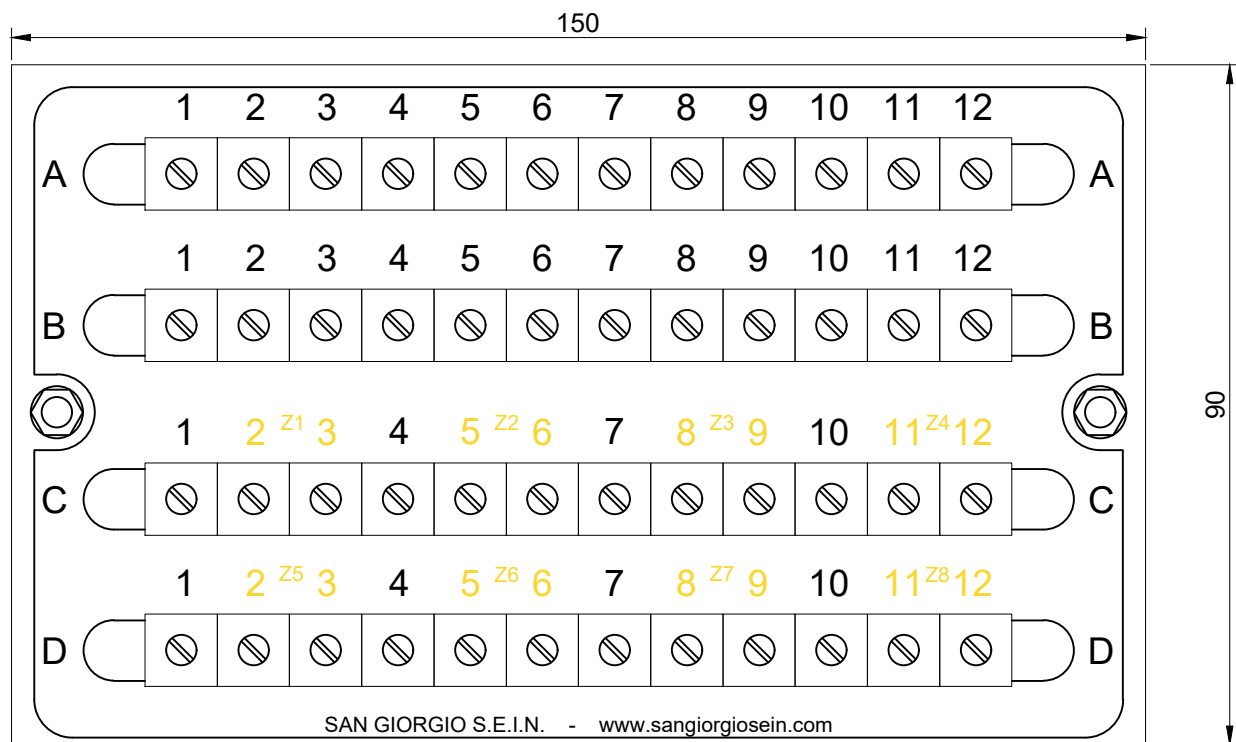 150
1 2 3 4 5 6 7 8 9 10 11 12
A A
1 2 3 4 5 6 7 8 9 10 11 12
B B
90
1 2 Z1 3 4 5 Z2 6 7 8 Z3 9 10 11 Z4 12
C C
1 2 Z5 3 4 5 Z6 6 7 8 Z7 9 10 11 Z8 12
D D
SAN GIORGIO S.E.I.N. - www.sangiorgiosein.com